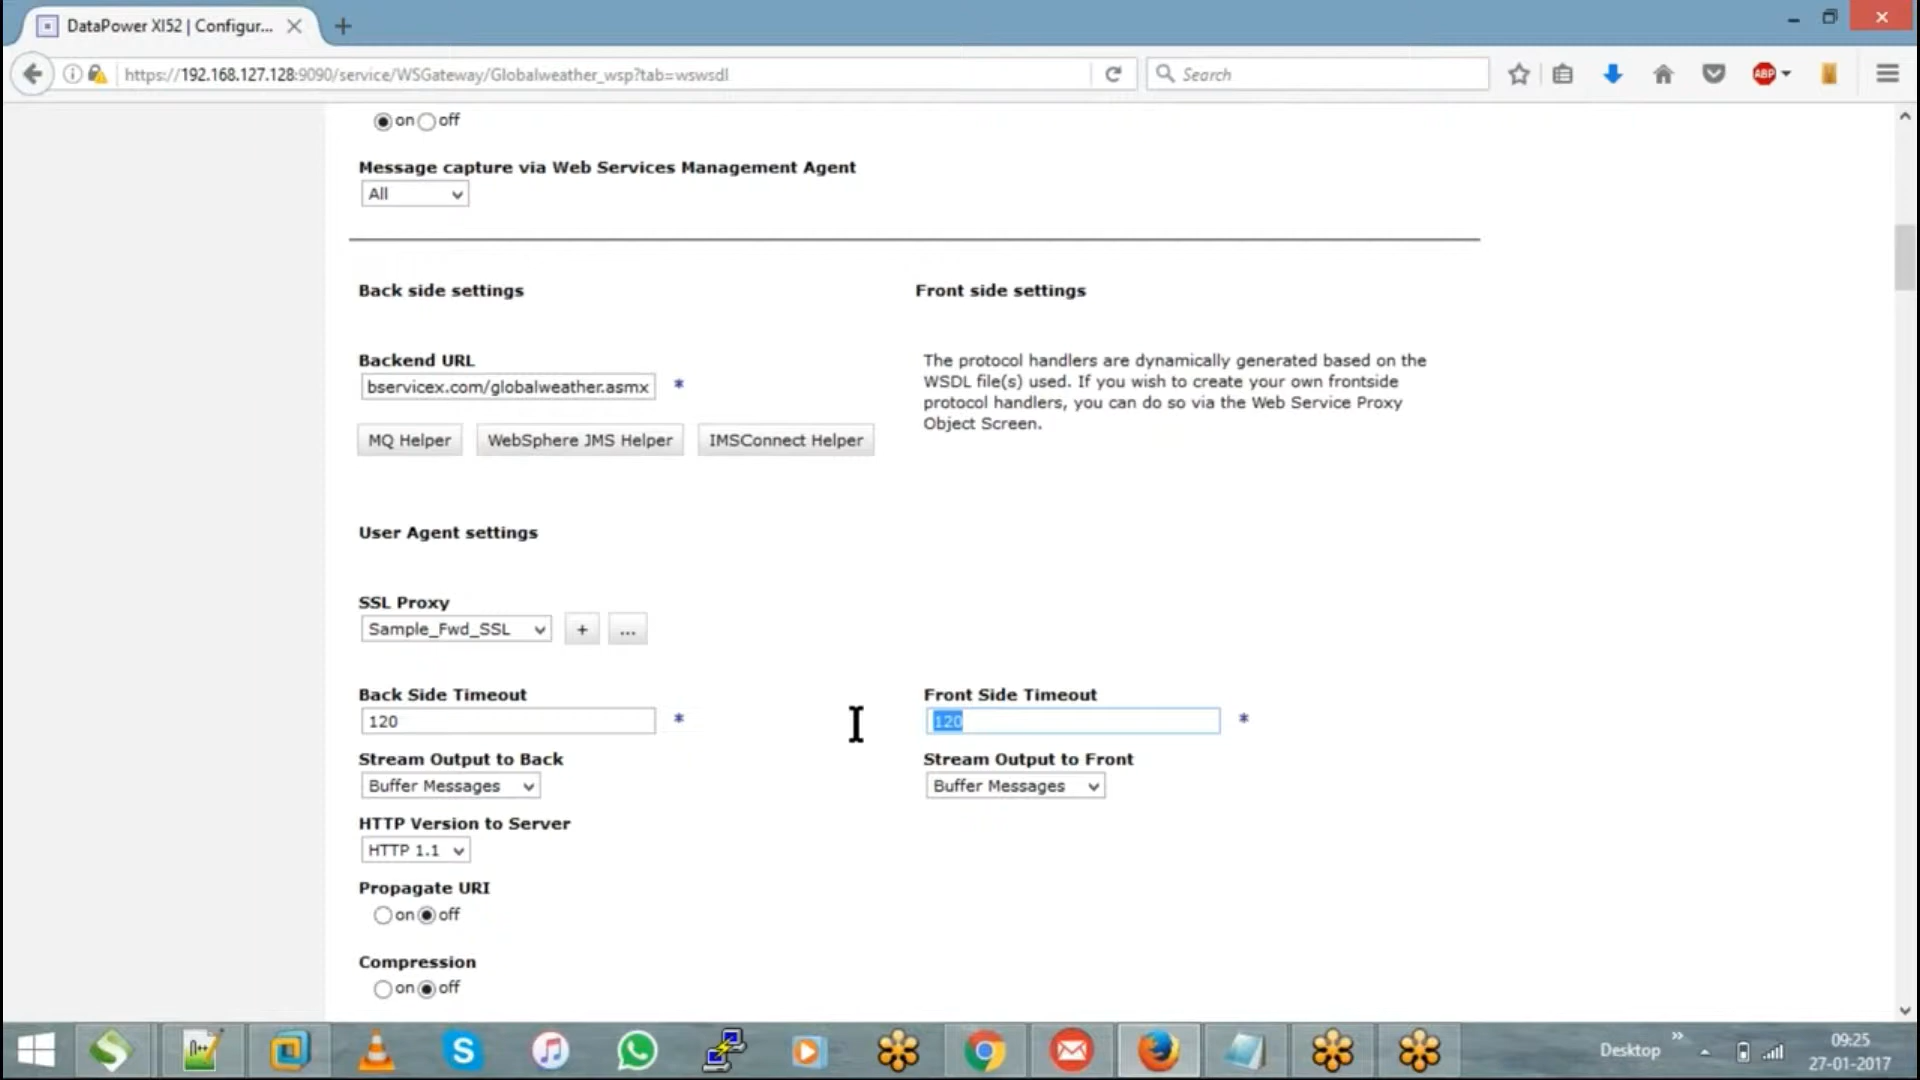 DataPower XI52 | Configur...
https://192.168.127.128:9090/service/WSGateway/Globalweather_wsp?tab=wswsdl
Search
ABP
on off
Message capture via Web Services Management Agent
All
Back side settings
Front side settings
Backend URL
bservicex.com/globalweather.asmx *
The protocol handlers are dynamically generated based on the
WSDL file(s) used. If you wish to create your own frontside
protocol handlers, you can do so via the Web Service Proxy
Object Screen.
MQ Helper
WebSphere JMS Helper
IMSConnect Helper
User Agent settings
SSL Proxy
Sample_Fwd_SSL + ...
Back Side Timeout
120 *
Front Side Timeout
120 *
Stream Output to Back
Buffer Messages
Stream Output to Front
Buffer Messages
HTTP Version to Server
HTTP 1.1
Propagate URI
on off
Compression
on off
Desktop
09:25
27-01-2017